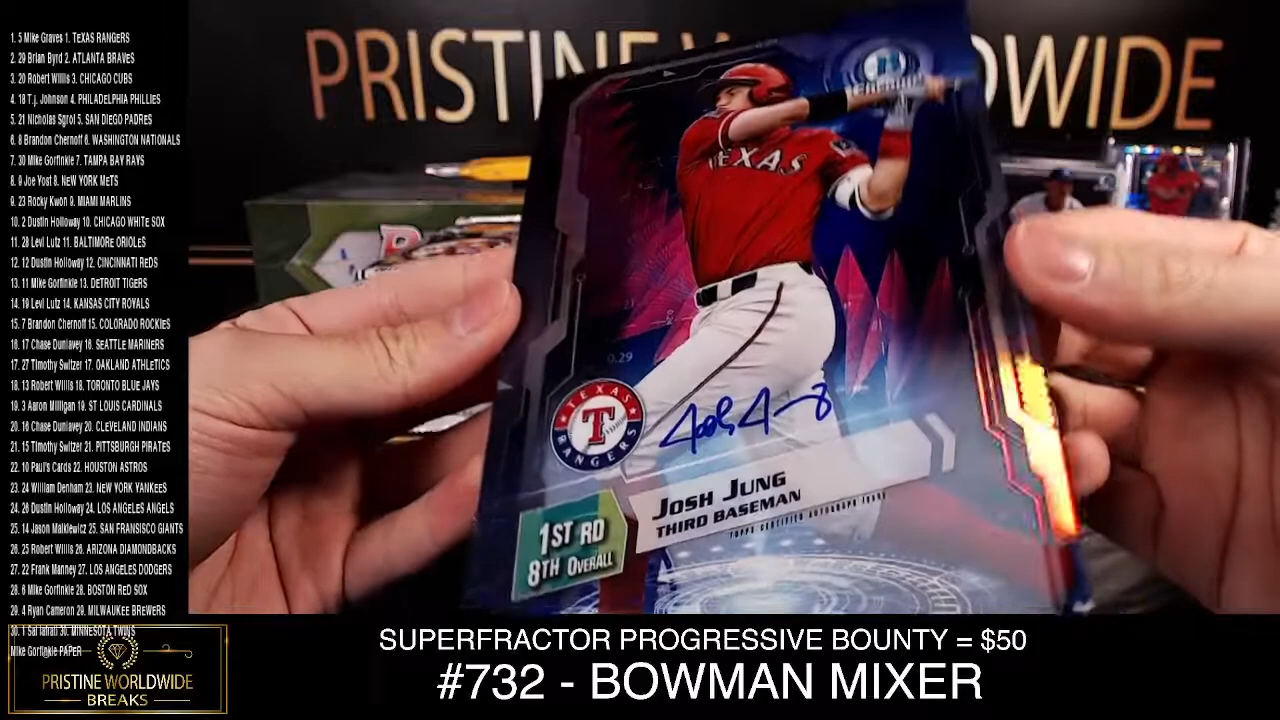 1. 5 Mike Graves 1. TEXAS RANGERS
2. 29 Brian Byrd 2. ATLANTA BRAVeS
3. 20 Robert Willis 3. CHICAGO CUBS
4. 18 T.j. Johnson 4. PHILADELPHIA PHILLIES
5. 21 Nicholas Sgroi 5. SAN DIEGO PADReS
6. 8 Brandon Chernoff 6. WASHINGTON NATIONALS
7. 30 Mike Gorfinkle 7. TAMPA BAY RAYS
8. 9 Joe Yost 8. NeW YORK MeTS
9. 23 Rocky Kwon 9. MIAMI MARLINS
10. 2 Dustin Holloway 10. CHICAGO WHITe SOX
11. 28 Levi Lutz 11. BALTIMORe ORIOLeS
12. 12 Dustin Holloway 12. CINCINNATI ReDS
13. 11 Mike Gorfinkle 13. DETROIT TIGERS
14. 19 Levi Lutz 14. KANSAS CITY ROYALS
15. 7 Brandon Chernoff 15. COLORADO ROCKIeS
16. 17 Chase Dunlavey 16. SEATTLE MARINERS
17. 27 Timothy Switzer 17. OAKLAND ATHLeTICS
18. 13 Robert Willis 18. TORONTO BLUE JAYS
19. 3 Aaron Milligan 19. ST LOUIS CARDINALS
20. 16 Chase Dunlavey 20. CLEVELAND INDIANS
21. 15 Timothy Switzer 21. PITTSBURGH PIRATeS
22. 10 Paul's Cards 22. HOUSTON ASTROS
23. 24 William Denham 23. NEW YORK YANKEeS
24. 26 Dustin Holloway 24. LOS ANGELES ANGELS
25. 14 Jason Malkiewicz 25. SAN FRANSISCO GIANTS
26. 25 Robert Willis 26. ARIZONA DIAMONDBACKS
27. 22 Frank Manney 27. LOS ANGELES DODGERS
28. 6 Mike Gorfinkle 28. BOSTON ReD SOX
29. 4 Ryan Cameron 29. MILWAUKEe BREWeRS
30. 1 Sal 30. MINNESOTA TWINS
Mike Gorfinkle PAPER
PRISTINE WORLDWIDE
BREAKS
PRISTINE WORLDWIDE
TEXAS
0.29
TEXAS
T
RANGERS
Josh Jung
JOSH JUNG
THIRD BASEMAN
TOPPS CERTIFIED AUTOGRAPH ISSUE
1ST RD
8TH OVERALL
SUPERFRACTOR PROGRESSIVE BOUNTY = $50
#732 - BOWMAN MIXER